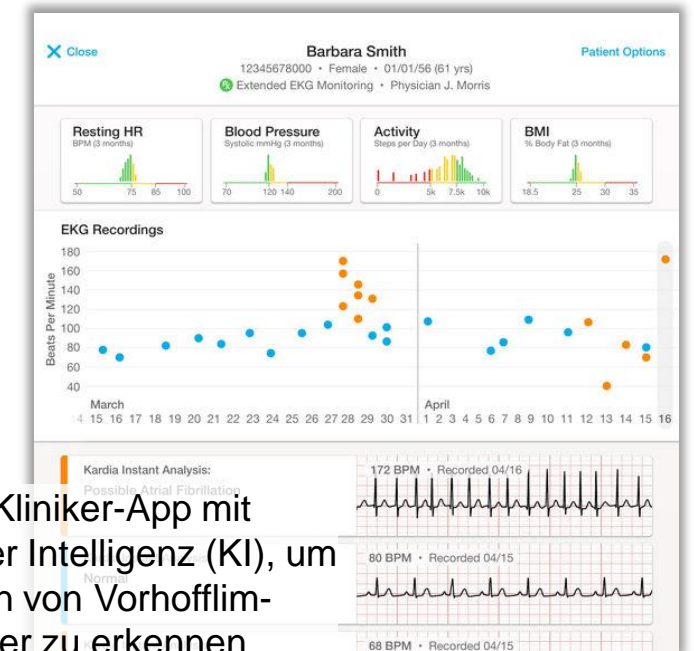 Close
Barbara Smith
Patient Options
12345678000 • Female • 01/01/56 (61 yrs)
Extended EKG Monitoring • Physician J. Morris
Resting HR
BPM (3 months)
50 75 85 100
Blood Pressure
Systolic mmHg (3 months)
70 120 140 200
Activity
Steps per Day (3 months)
0 5k 7.5k 10k
BMI
% Body Fat (3 months)
18.5 25 30 35
EKG Recordings
Beats Per Minute
180
160
140
120
100
80
60
40
March
April
14 15 16 17 18 19 20 21 22 23 24 25 26 27 28 29 30 31 1 2 3 4 5 6 7 8 9 10 11 12 13 14 15 16
Kardia Instant Analysis:
Possible Atrial Fibrillation
172 BPM • Recorded 04/16
Kliniker-App mit
er Intelligenz (KI), um
n von Vorhofflim-
er zu erkennen
Normal
80 BPM • Recorded 04/15
68 BPM • Recorded 04/15